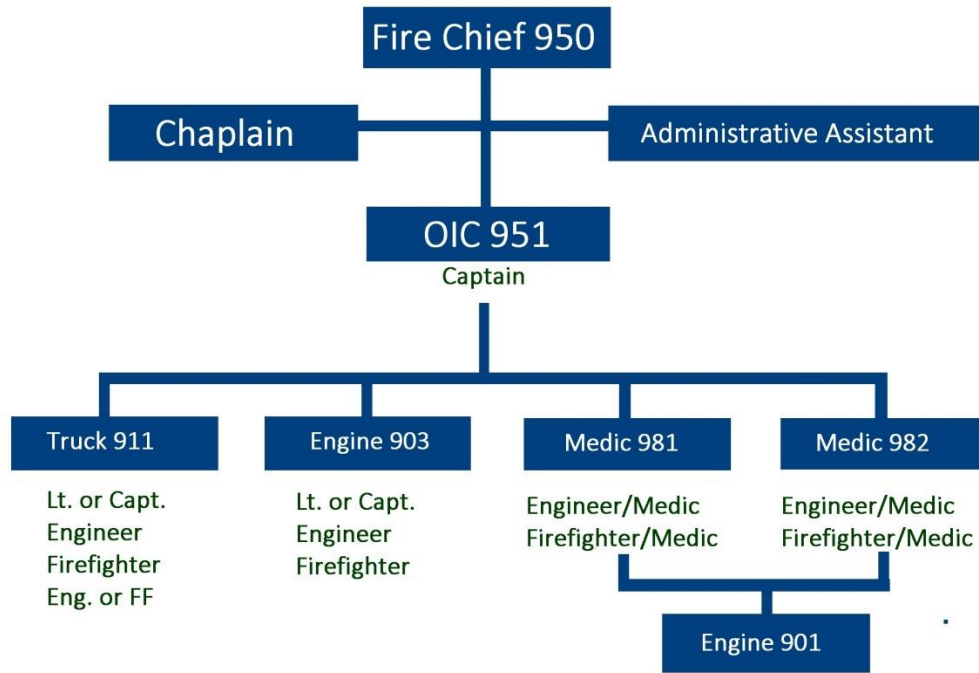 Fire Chief 950
Chaplain
Administrative Assistant
OIC 951
Captain
Truck 911
Lt. or Capt.
Engineer
Firefighter
Eng. or FF
Engine 903
Lt. or Capt.
Engineer
Firefighter
Medic 981
Engineer/Medic
Firefighter/Medic
Medic 982
Engineer/Medic
Firefighter/Medic
Engine 901